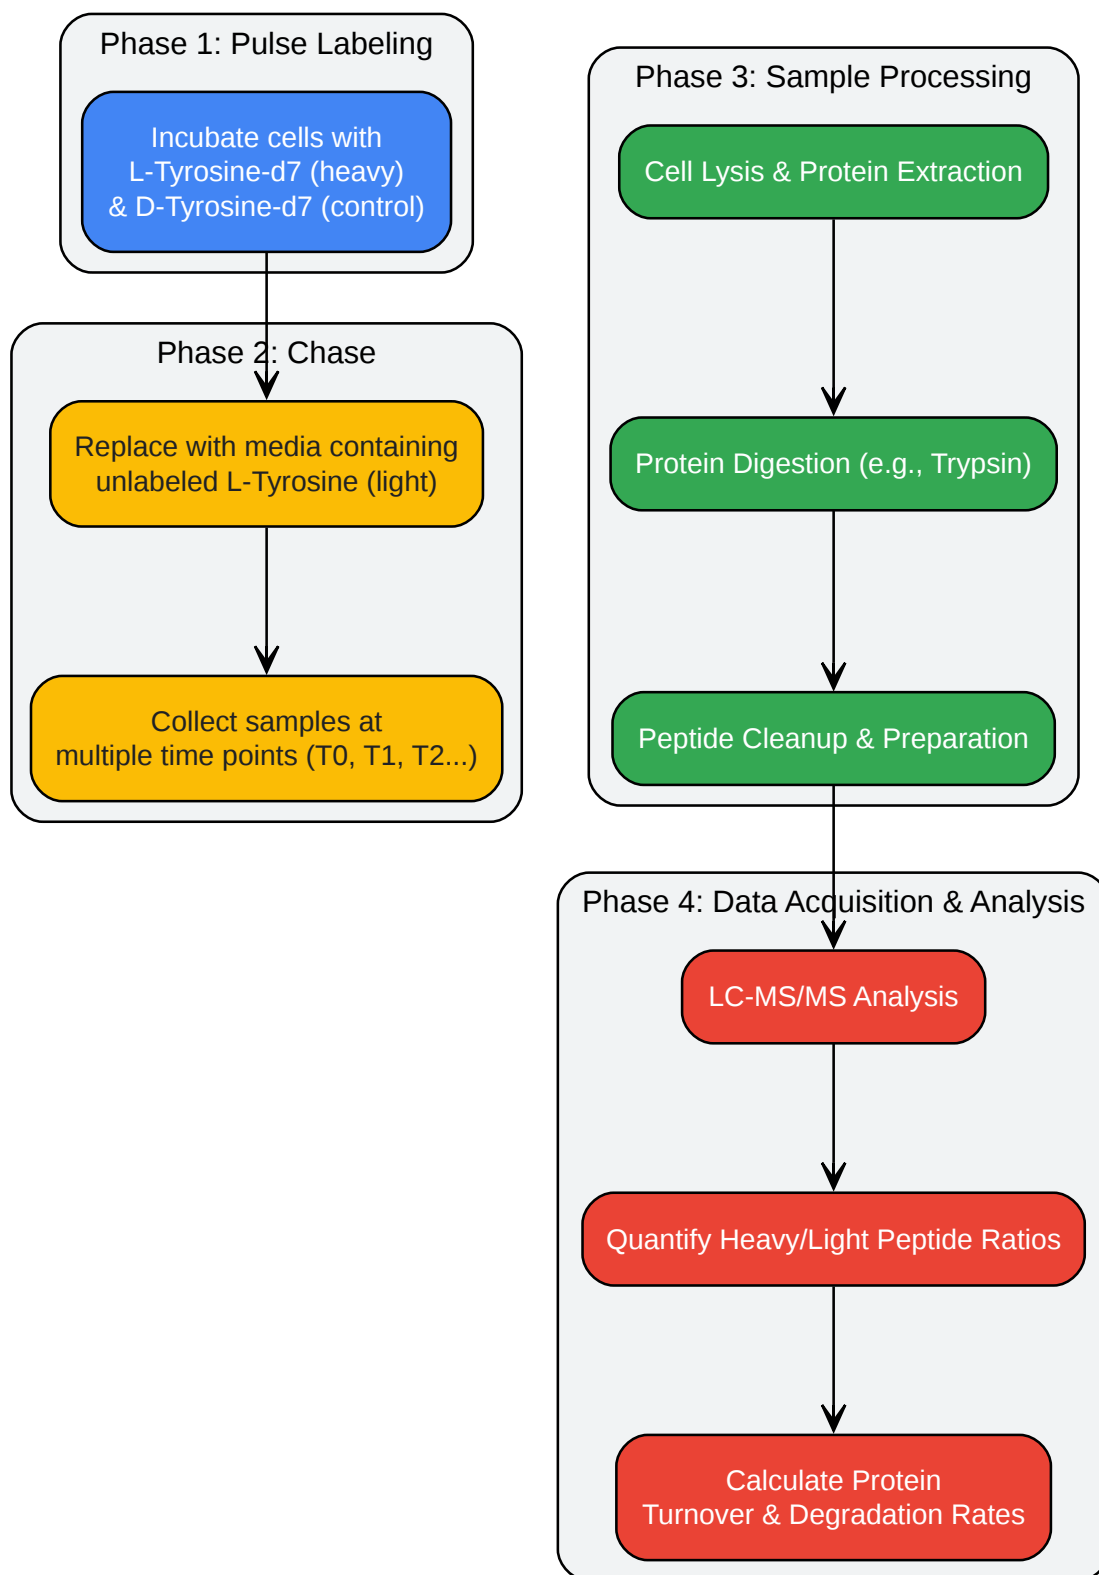 Phase 1: Pulse Labeling
Incubate cells with
L-Tyrosine-d7 (heavy)
& D-Tyrosine-d7 (control)
Phase 2: Chase
Replace with media containing
unlabeled L-Tyrosine (light)
Collect samples at
multiple time points (T0, T1, T2...)
Phase 3: Sample Processing
Cell Lysis & Protein Extraction
Protein Digestion (e.g., Trypsin)
Peptide Cleanup & Preparation
Phase 4: Data Acquisition & Analysis
LC-MS/MS Analysis
Quantify Heavy/Light Peptide Ratios
Calculate Protein
Turnover & Degradation Rates